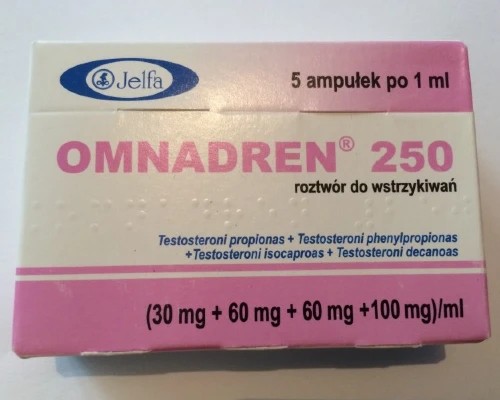 Jelfa
5 ampułek po 1 ml
OMNADREN® 250
roztwór do wstrzykiwań
Testosteroni propionas + Testosteroni phenylpropionas
+Testosteroni isocaproas + Testosteroni decanoas
(30 mg + 60 mg + 60 mg +100 mg)/ml